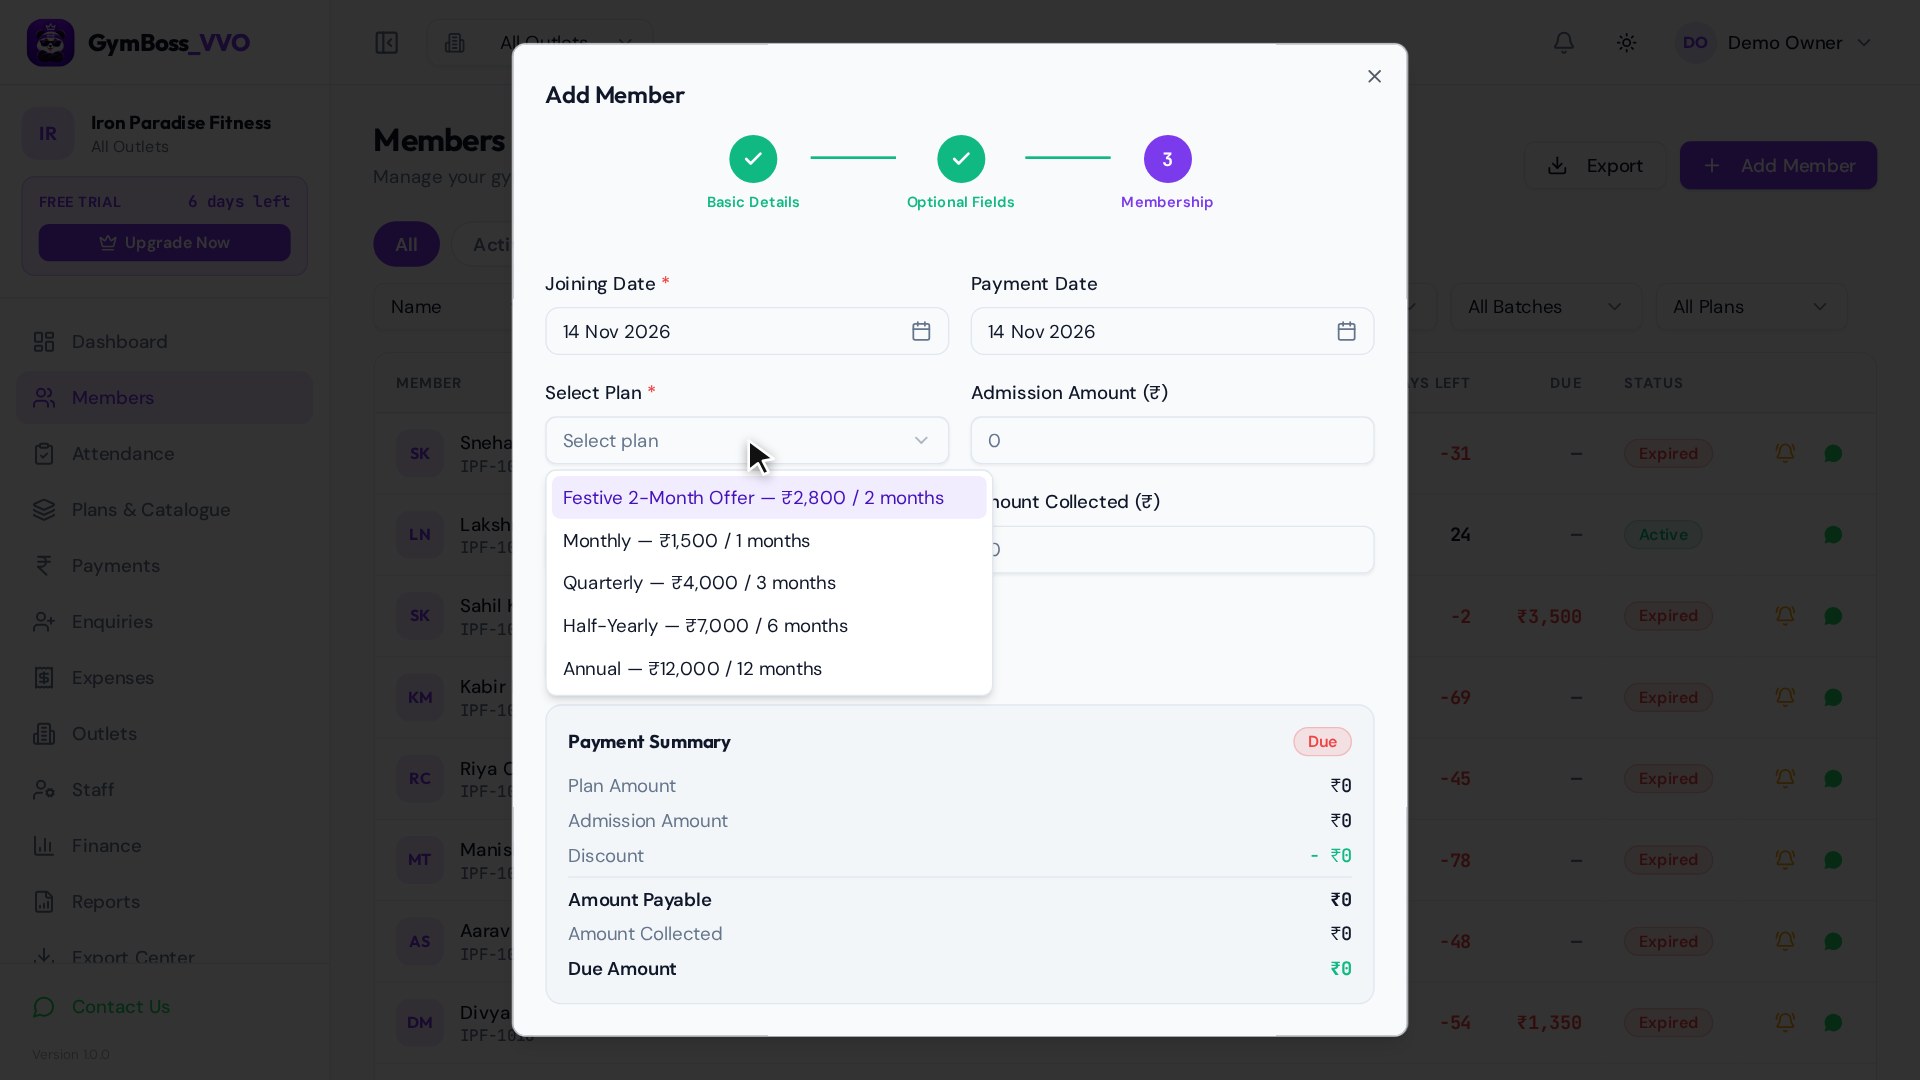 GymBoss_VVO
All Outlets
DO
Demo Owner
IR
Iron Paradise Fitness
All Outlets
FREE TRIAL
6 days left
Upgrade Now
Dashboard
Members
Attendance
Plans & Catalogue
Payments
Enquiries
Expenses
Outlets
Staff
Finance
Reports
Export Center
Contact Us
Version 1.0.0
Members
Manage your gy
Export
Add Member
All
Acti
Name
All Batches
All Plans
MEMBER
YS LEFT
DUE
STATUS
SK
Sneha
-31
—
Expired
LN
Laksh
24
—
Active
SK
Sahil
-2
₹3,500
Expired
KM
Kabir
-69
—
Expired
RC
Riya
-45
—
Expired
MT
Manis
-78
—
Expired
AS
Aarav
-48
—
Expired
DM
Divya
-54
₹1,350
Expired
Add Member
Basic Details
Optional Fields
3
Membership
Joining Date *
Payment Date
14 Nov 2026
14 Nov 2026
Select Plan *
Admission Amount (₹)
Select plan
0
Festive 2-Month Offer — ₹2,800 / 2 months
Monthly — ₹1,500 / 1 months
Quarterly — ₹4,000 / 3 months
Half-Yearly — ₹7,000 / 6 months
Annual — ₹12,000 / 12 months
mount Collected (₹)
0
Payment Summary
Due
Plan Amount
₹0
Admission Amount
₹0
Discount
- ₹0
Amount Payable
₹0
Amount Collected
₹0
Due Amount
₹0